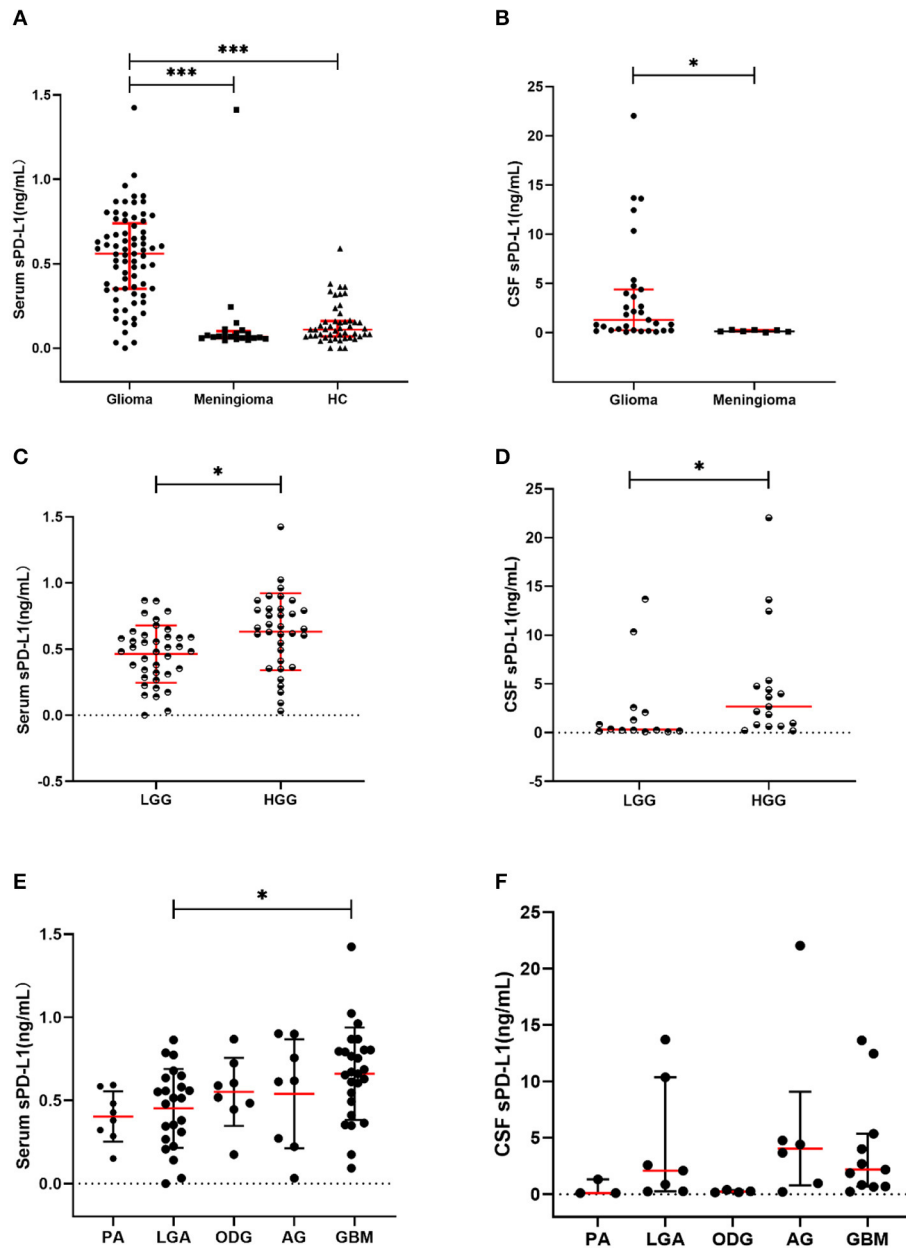 A
***
***
Serum sPD-L1(ng/mL)
1.5
1.0
0.5
0.0
Glioma Meningioma HC
B
*
CSF sPD-L1(ng/mL)
25
20
15
10
5
0
Glioma Meningioma
C
*
Serum sPD-L1(ng/mL)
1.5
1.0
0.5
0.0
-0.5
LGG HGG
D
*
CSF sPD-L1(ng/mL)
25
20
15
10
5
0
-5
LGG HGG
E
*
Serum sPD-L1(ng/mL)
1.5
1.0
0.5
0.0
PA LGA ODG AG GBM
F
CSF sPD-L1(ng/mL)
25
20
15
10
5
0
PA LGA ODG AG GBM